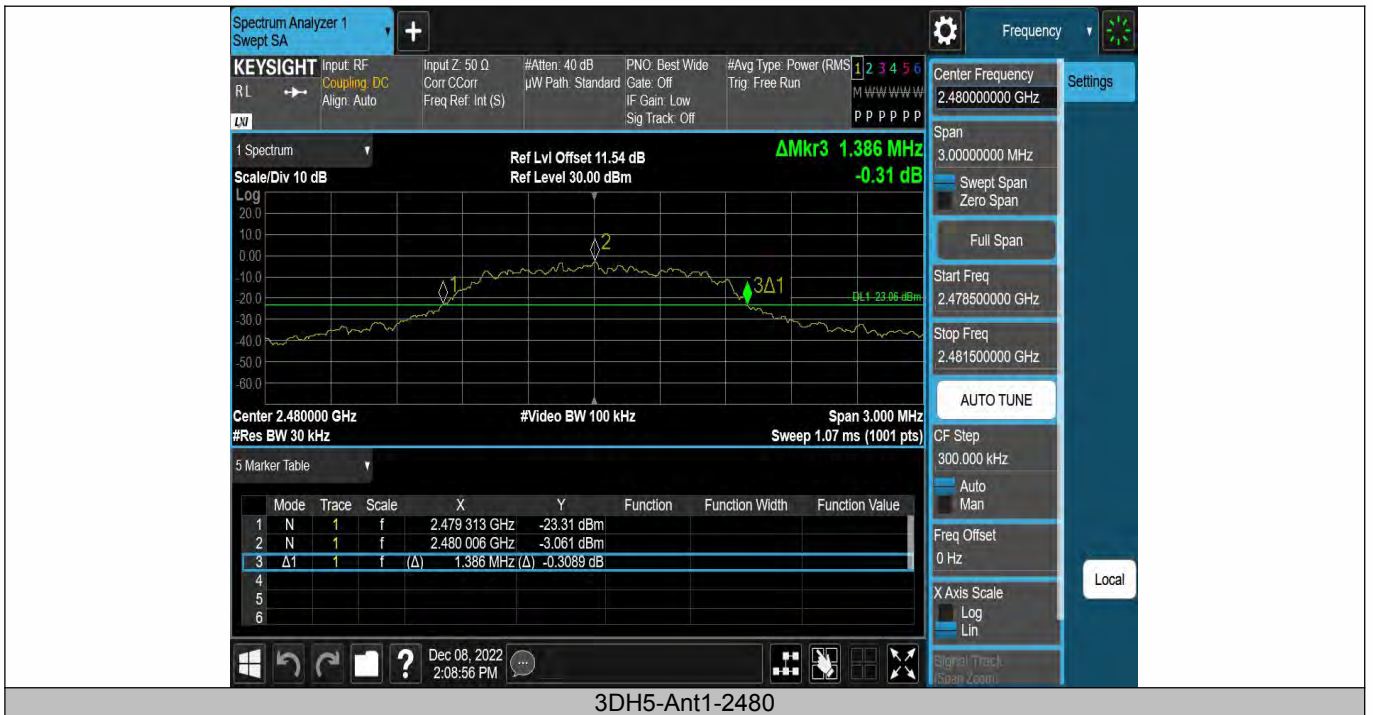 Spectrum Analyzer 1
Swept SA
+
Frequency
KEYSIGHT
RL
LXI
Input: RF
Coupling: DC
Align: Auto
Input Z: 50 Ω
Corr CCorr
Freq Ref: Int (S)
#Atten: 40 dB
µW Path: Standard
PNO: Best Wide
Gate: Off
IF Gain: Low
Sig Track: Off
#Avg Type: Power (RMS
Trig: Free Run
1 2 3 4 5 6
M W W W W W
P P P P P P
1 Spectrum
Scale/Div 10 dB
Ref Lvl Offset 11.54 dB
Ref Level 30.00 dBm
ΔMkr3 1.386 MHz
-0.31 dB
Log
20.0
10.0
0.00
-10.0
-20.0
-30.0
-40.0
-50.0
-60.0
1
2
3Δ1
DL1 -23.06 dBm
Center 2.480000 GHz
#Res BW 30 kHz
#Video BW 100 kHz
Span 3.000 MHz
Sweep 1.07 ms (1001 pts)
5 Marker Table
Mode Trace Scale X Y Function Function Width Function Value
1 N 1 f 2.479 313 GHz -23.31 dBm
2 N 1 f 2.480 006 GHz -3.061 dBm
3 Δ1 1 f (Δ) 1.386 MHz (Δ) -0.3089 dB
4
5
6
Center Frequency
2.480000000 GHz
Settings
Span
3.00000000 MHz
Swept Span
Zero Span
Full Span
Start Freq
2.478500000 GHz
Stop Freq
2.481500000 GHz
AUTO TUNE
CF Step
300.000 kHz
Auto
Man
Freq Offset
0 Hz
X Axis Scale
Log
Lin
Signal Track
(Span Zoom)
Local
?
Dec 08, 2022
2:08:56 PM
3DH5-Ant1-2480